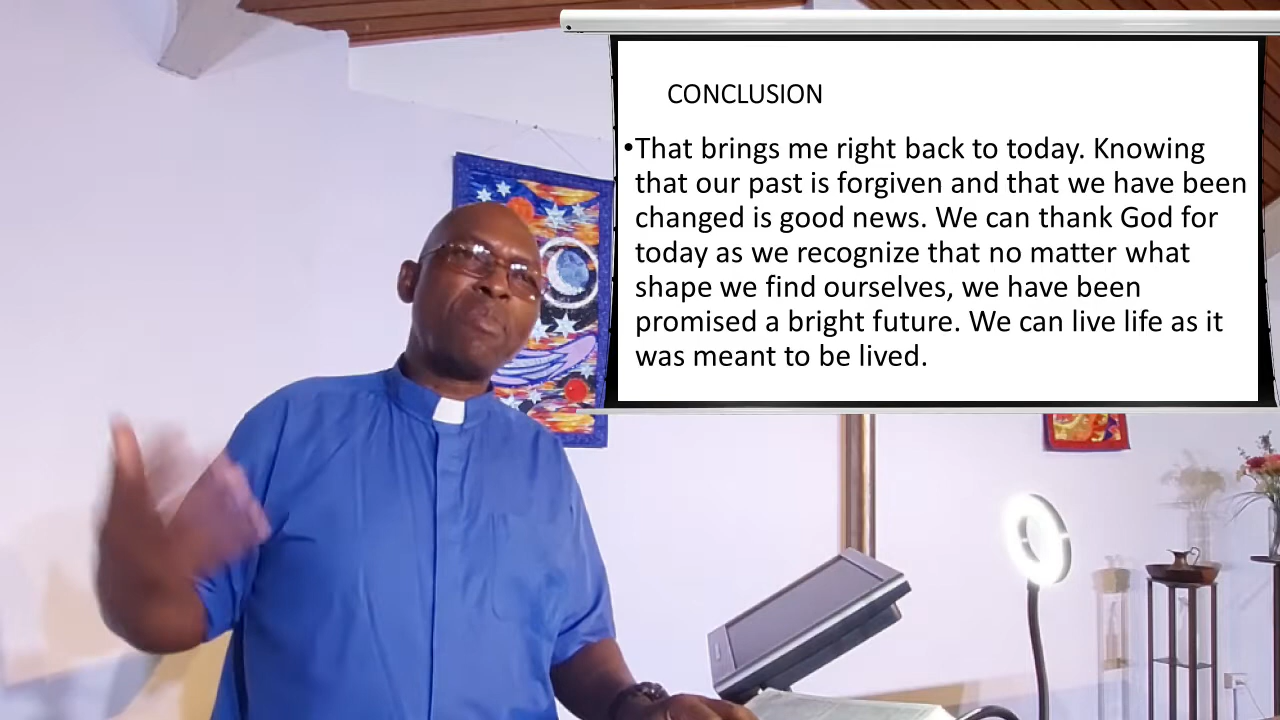 CONCLUSION
•That brings me right back to today. Knowing
that our past is forgiven and that we have been
changed is good news. We can thank God for
today as we recognize that no matter what
shape we find ourselves, we have been
promised a bright future. We can live life as it
was meant to be lived.